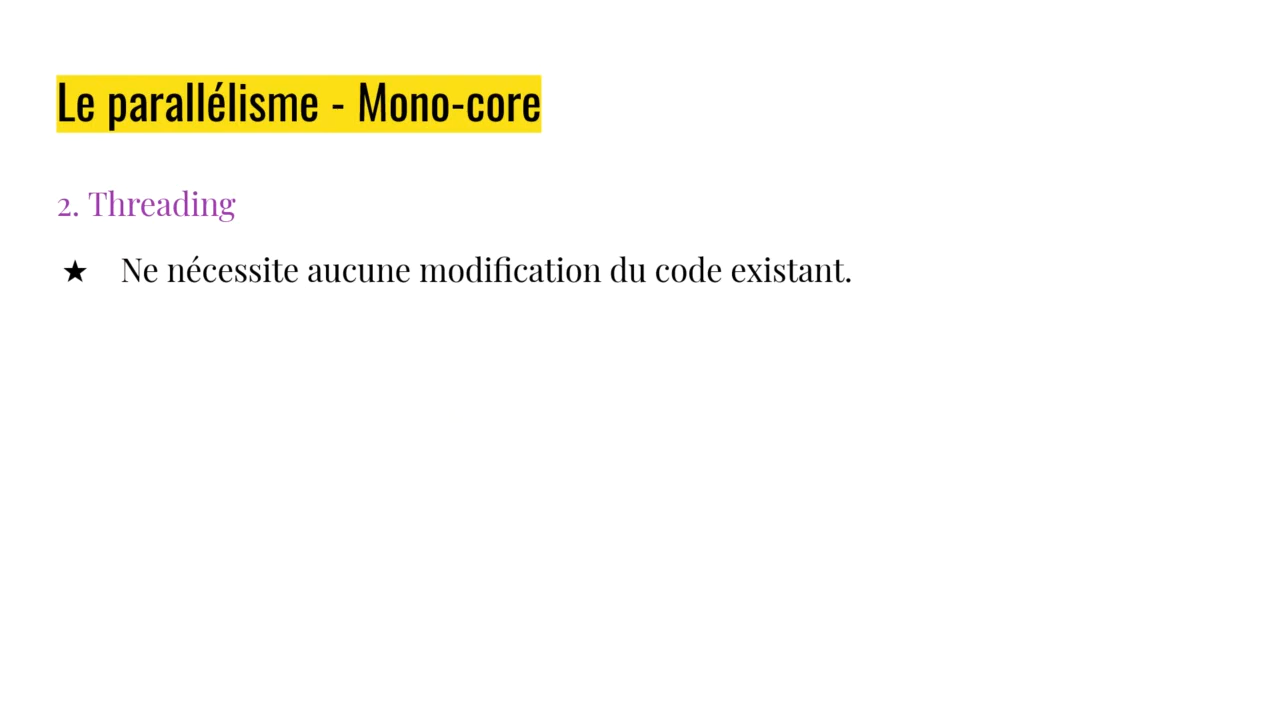 Le parallélisme - Mono-core
2. Threading
★ Ne nécessite aucune modification du code existant.